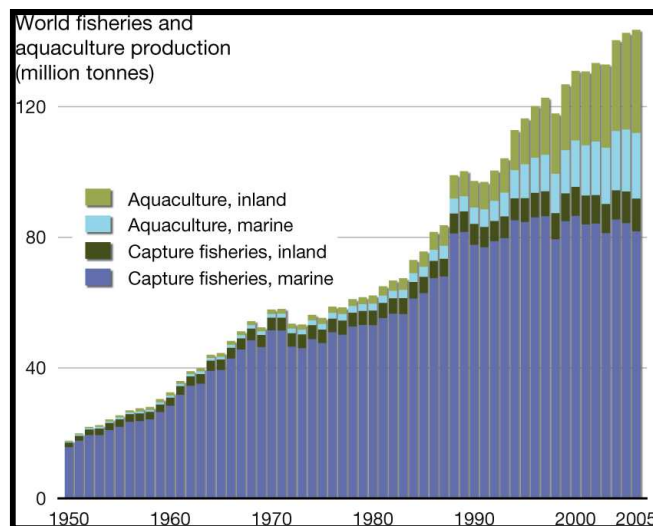 World fisheries and
aquaculture production
(million tonnes)
120
Aquaculture, inland
Aquaculture, marine
Capture fisheries, inland
80
Capture fisheries, marine
40
0
1950 1960 1970 1980 1990 2000 2005